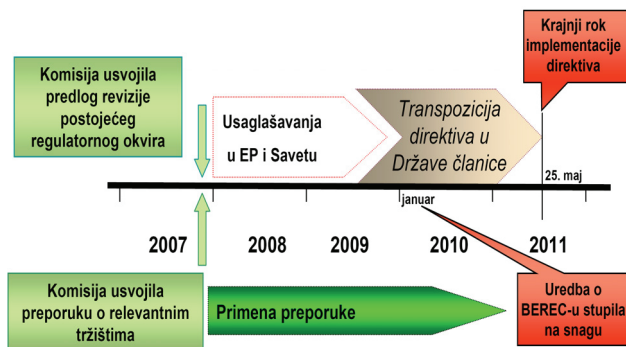 Krajnji rok
implementacije
direktiva
Komisija usvojila
predlog revizije
postojećeg
regulatornog okvira
Usaglašavanja
u EP i Savetu
Transpozicija
direktiva u
Države članice
25. maj
januar
2007
2008
2009
2010
2011
Komisija usvojila
preporuku o relevantnim
tržištima
Primena preporuke
Uredba o
BEREC-u stupila
na snagu